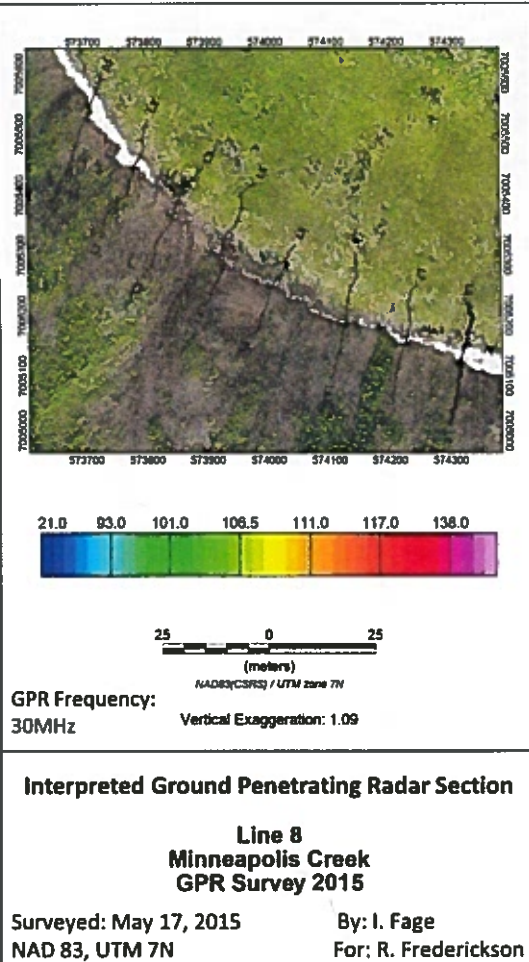 573700 573800 573900 574000 574100 574200 574300
573700 573800 573900 574000 574100 574200 574300
21.0 93.0 101.0 106.5 111.0 117.0 138.0
25 0 25
(meters)
NAD83(CSRS) / UTM zone 7N
GPR Frequency:
30MHz
Vertical Exaggeration: 1.09
Interpreted Ground Penetrating Radar Section
Line 8
Minneapolis Creek
GPR Survey 2015
Surveyed: May 17, 2015 By: I. Fage
NAD 83, UTM 7N For: R. Frederickson